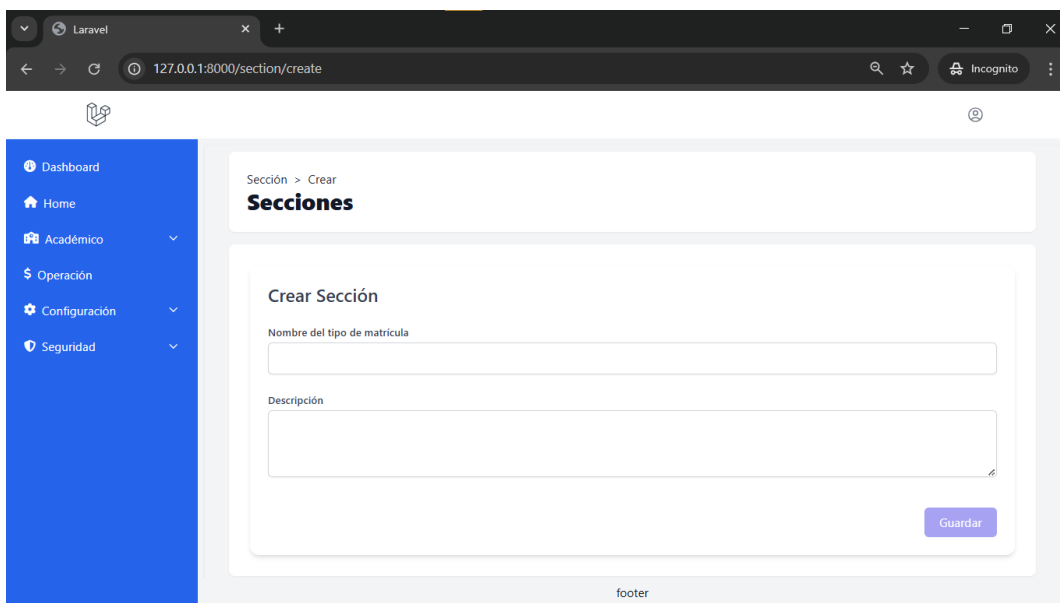 Laravel
127.0.0.1:8000/section/create
Incognito
Dashboard
Home
Académico
$ Operación
Configuración
Seguridad
Sección > Crear
Secciones
Crear Sección
Nombre del tipo de matrícula
Descripción
Guardar
footer